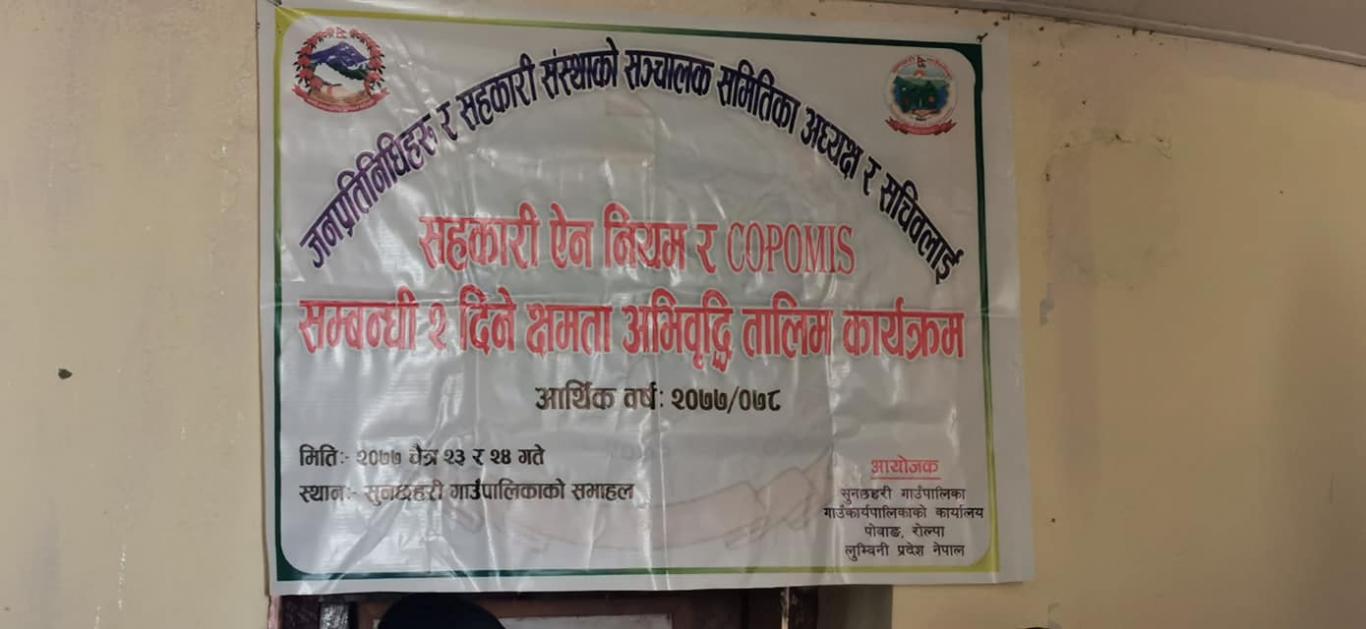 जनप्रतिनिधिहरू र सहकारी संस्थाको सञ्चालक समितिका अध्यक्ष र सचिवलाई
सहकारी ऐन नियम र COPOMIS
सम्बन्धी २ दिने क्षमता अभिवृद्धि तालिम कार्यक्रम
आर्थिक वर्ष: २०७७/०७८
मिति:- २०७७ चैत्र २३ र २४ गते
स्थान:- सुनछहरी गाउँपालिकाको सभाहल
आयोजक
सुनछहरी गाउँपालिका
गाउँकार्यपालिकाको कार्यालय
पोवाङ, रोल्पा
लुम्बिनी प्रदेश नेपाल